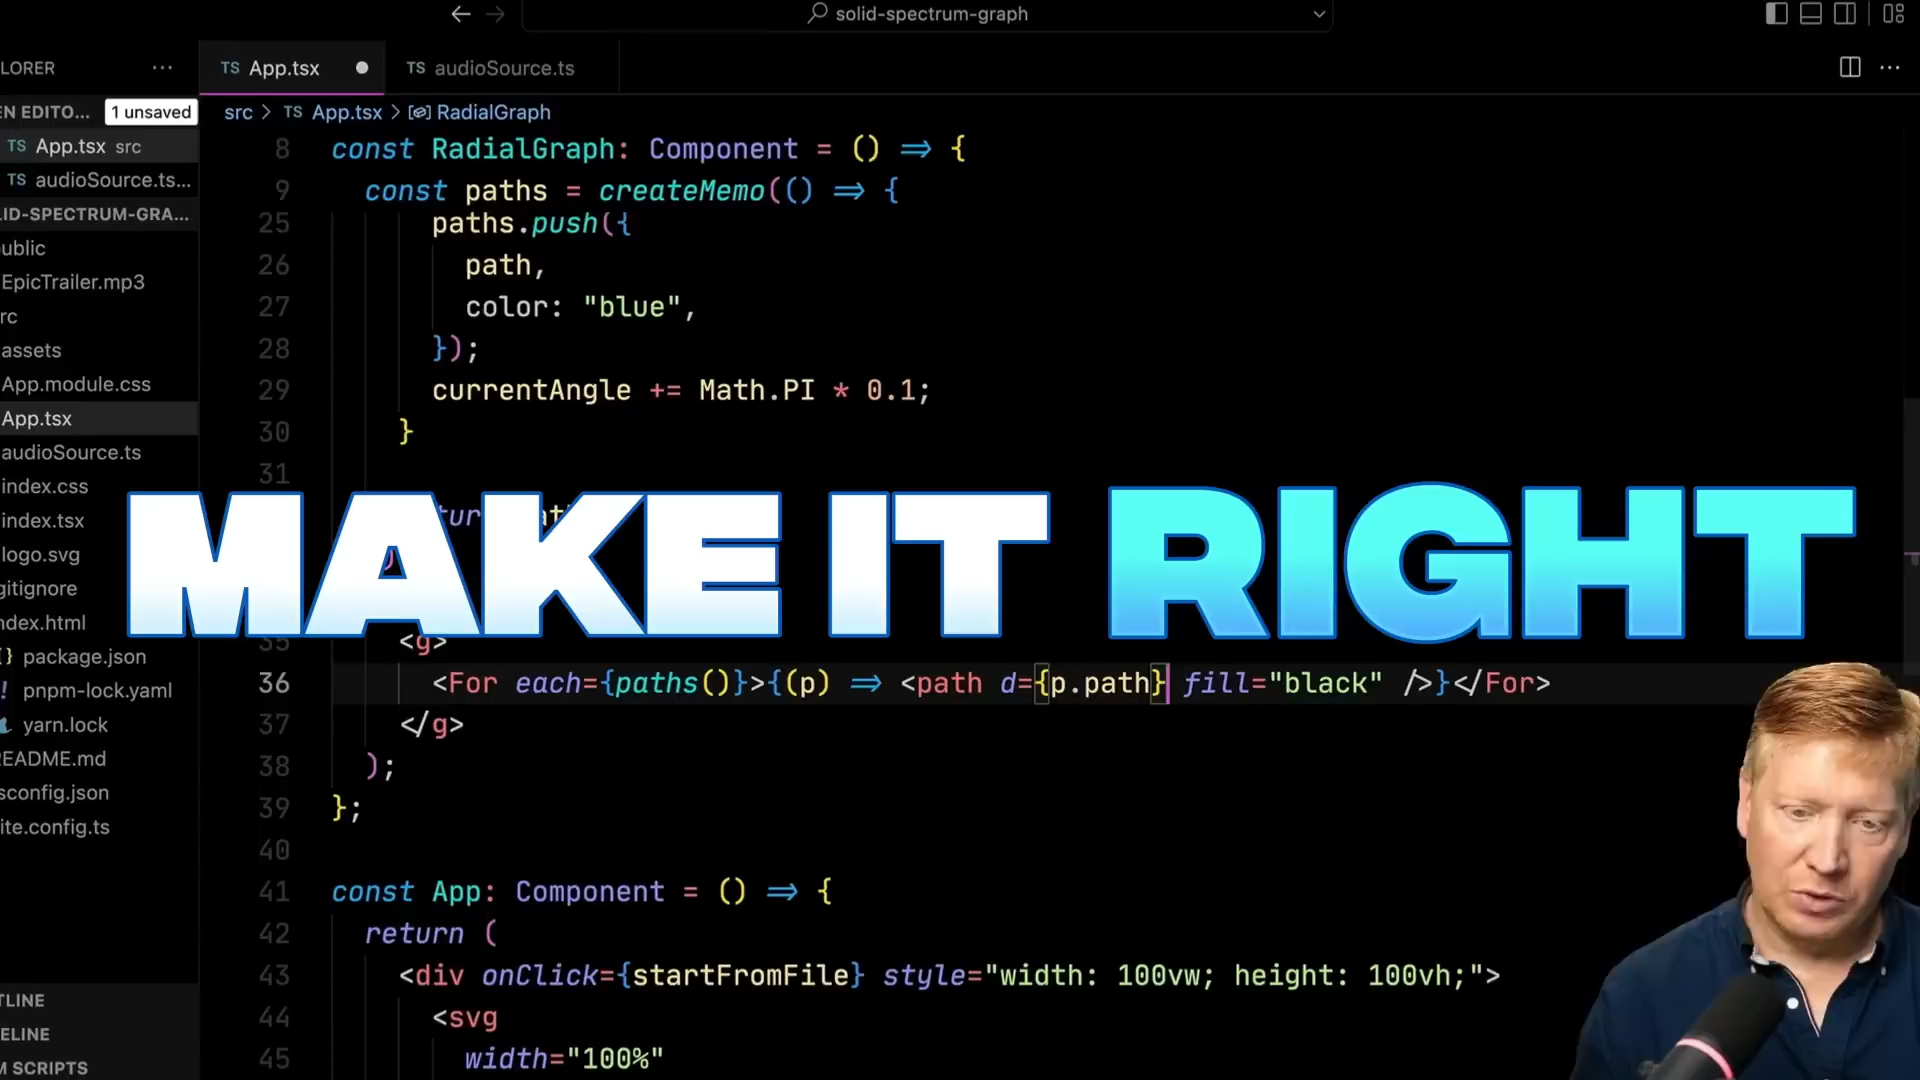 solid-spectrum-graph
LORER
TS App.tsx
TS audioSource.ts
EN EDITO... 1 unsaved
TS App.tsx src
TS audioSource.ts...
LID-SPECTRUM-GRA...
ublic
EpicTrailer.mp3
rc
assets
App.module.css
App.tsx
audioSource.ts
index.css
index.tsx
logo.svg
gitignore
ndex.html
package.json
pnpm-lock.yaml
yarn.lock
EADME.md
sconfig.json
ite.config.ts
TLINE
ELINE
M SCRIPTS
src > TS App.tsx > RadialGraph
8 const RadialGraph: Component = () => {
9 const paths = createMemo(() => {
25 paths.push({
26 path,
27 color: "blue",
28 });
29 currentAngle += Math.PI * 0.1;
30 }
31
MAKE IT RIGHT
35 <g>
36 <For each={paths()}>{(p) => <path d={p.path} fill="black" />}</For>
37 </g>
38 );
39 };
40
41 const App: Component = () => {
42 return (
43 <div onClick={startFromFile} style="width: 100vw; height: 100vh;">
44 <svg
45 width="100%"